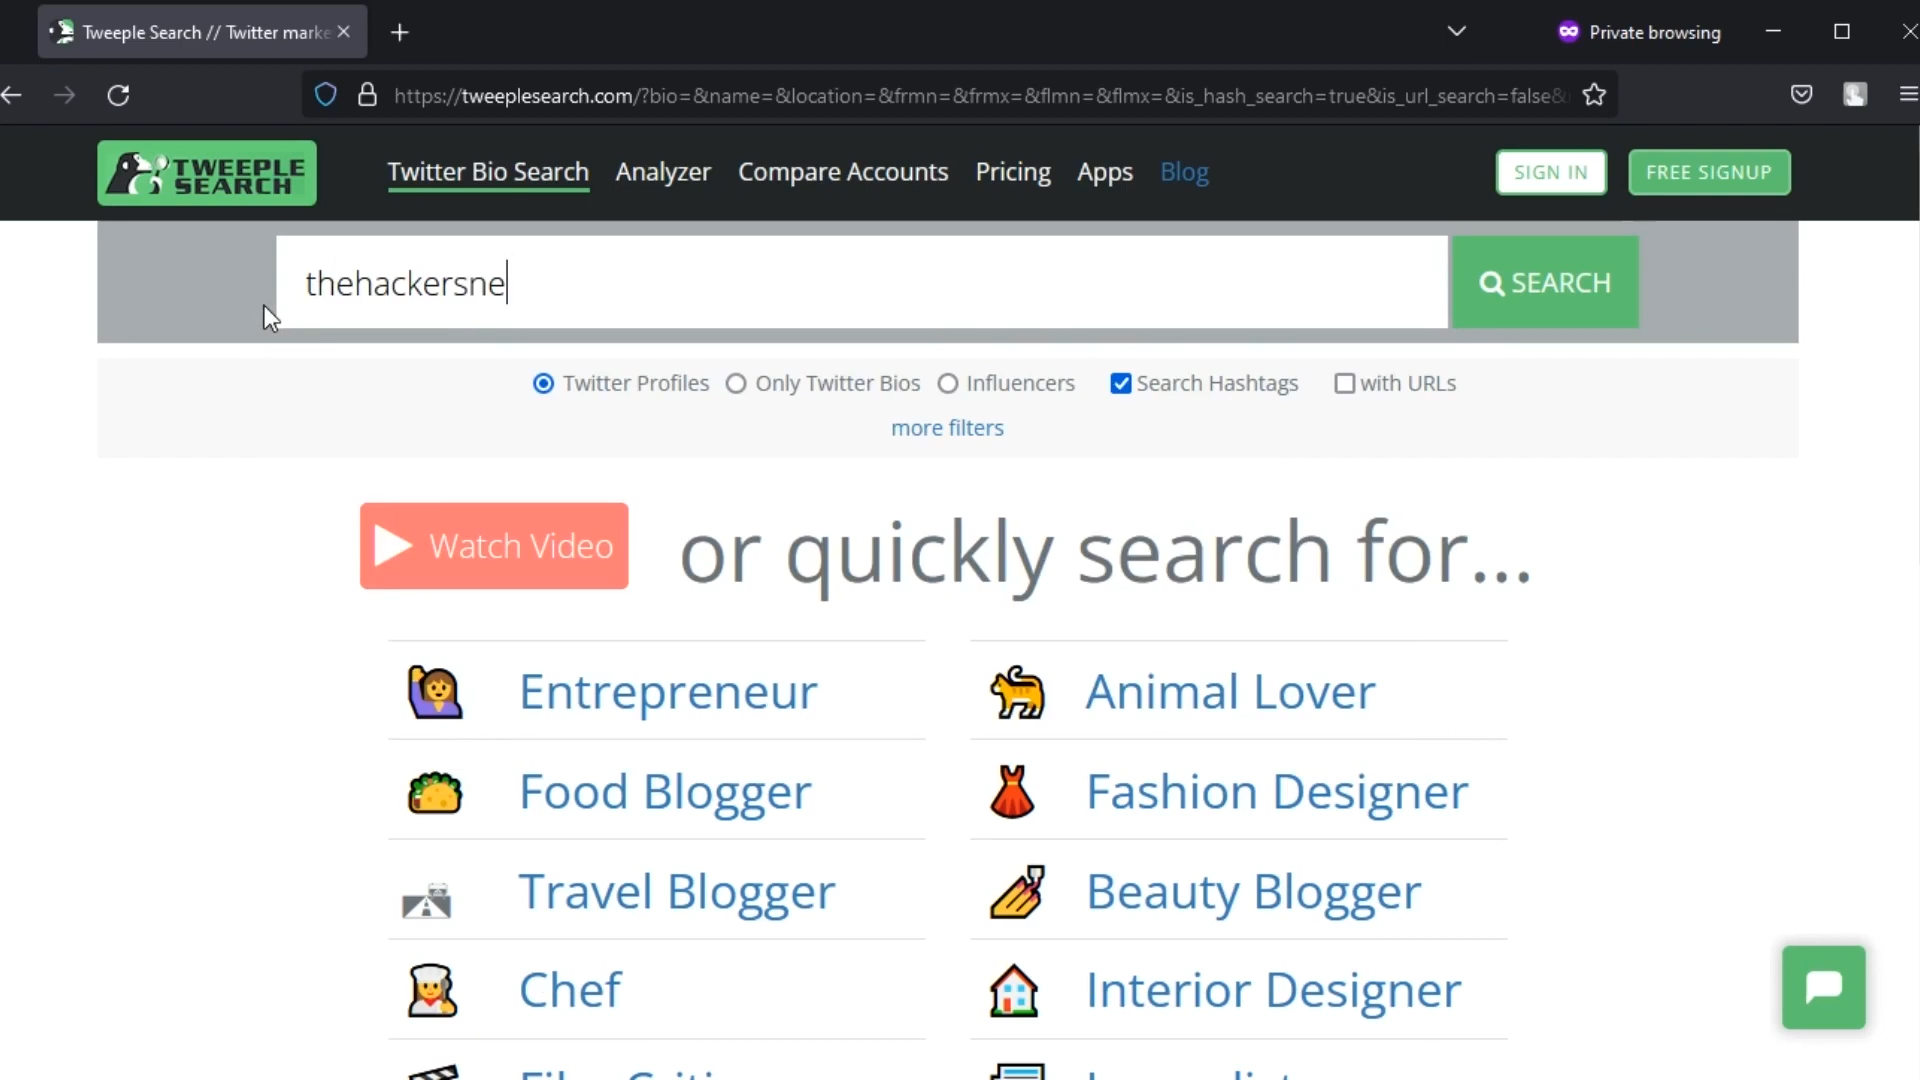 Tweeple Search // Twitter marke
Private browsing
https://tweeplesearch.com/?bio=&name=&location=&frmn=&frmx=&flmn=&flmx=&is_hash_search=true&is_url_search=false&
TWEEPLE
SEARCH
Twitter Bio Search Analyzer Compare Accounts Pricing Apps Blog
SIGN IN
FREE SIGNUP
thehackersne
SEARCH
Twitter Profiles Only Twitter Bios Influencers Search Hashtags with URLs
more filters
Watch Video
or quickly search for...
Entrepreneur
Animal Lover
Food Blogger
Fashion Designer
Travel Blogger
Beauty Blogger
Chef
Interior Designer